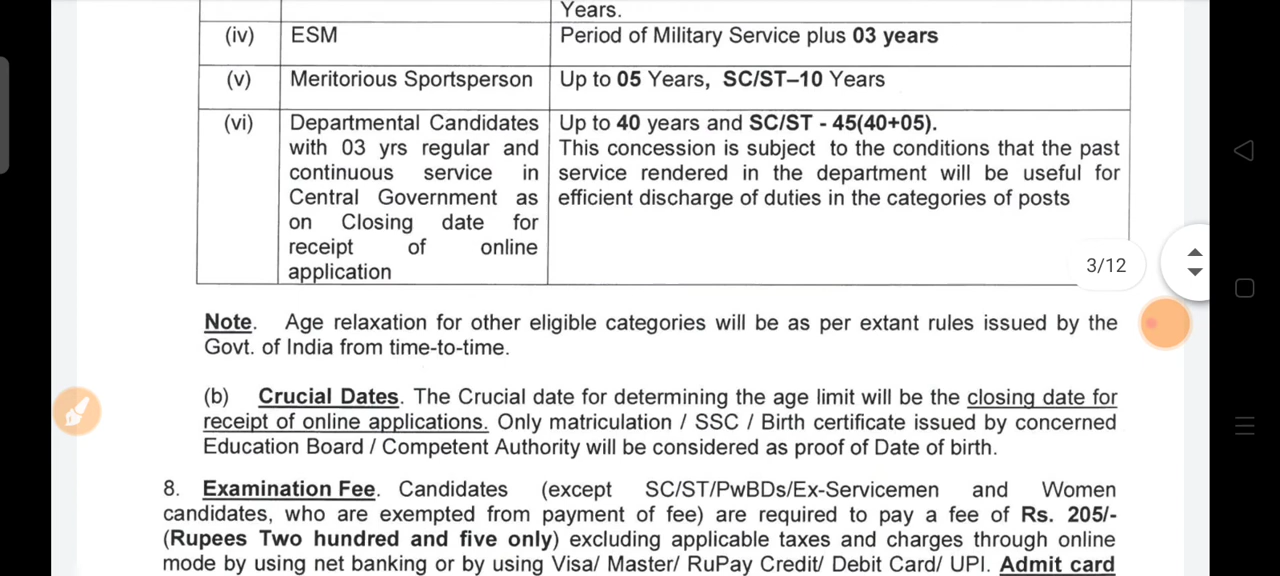 Years.
(iv) ESM Period of Military Service plus 03 years
(v) Meritorious Sportsperson Up to 05 Years, SC/ST–10 Years
(vi) Departmental Candidates Up to 40 years and SC/ST - 45(40+05).
with 03 yrs regular and This concession is subject to the conditions that the past
continuous service in service rendered in the department will be useful for
Central Government as efficient discharge of duties in the categories of posts
on Closing date for
receipt of online
application
3/12
Note. Age relaxation for other eligible categories will be as per extant rules issued by the
Govt. of India from time-to-time.
(b) Crucial Dates. The Crucial date for determining the age limit will be the closing date for
receipt of online applications. Only matriculation / SSC / Birth certificate issued by concerned
Education Board / Competent Authority will be considered as proof of Date of birth.
8. Examination Fee. Candidates (except SC/ST/PwBDs/Ex-Servicemen and Women
candidates, who are exempted from payment of fee) are required to pay a fee of Rs. 205/-
(Rupees Two hundred and five only) excluding applicable taxes and charges through online
mode by using net banking or by using Visa/ Master/ RuPay Credit/ Debit Card/ UPI. Admit card